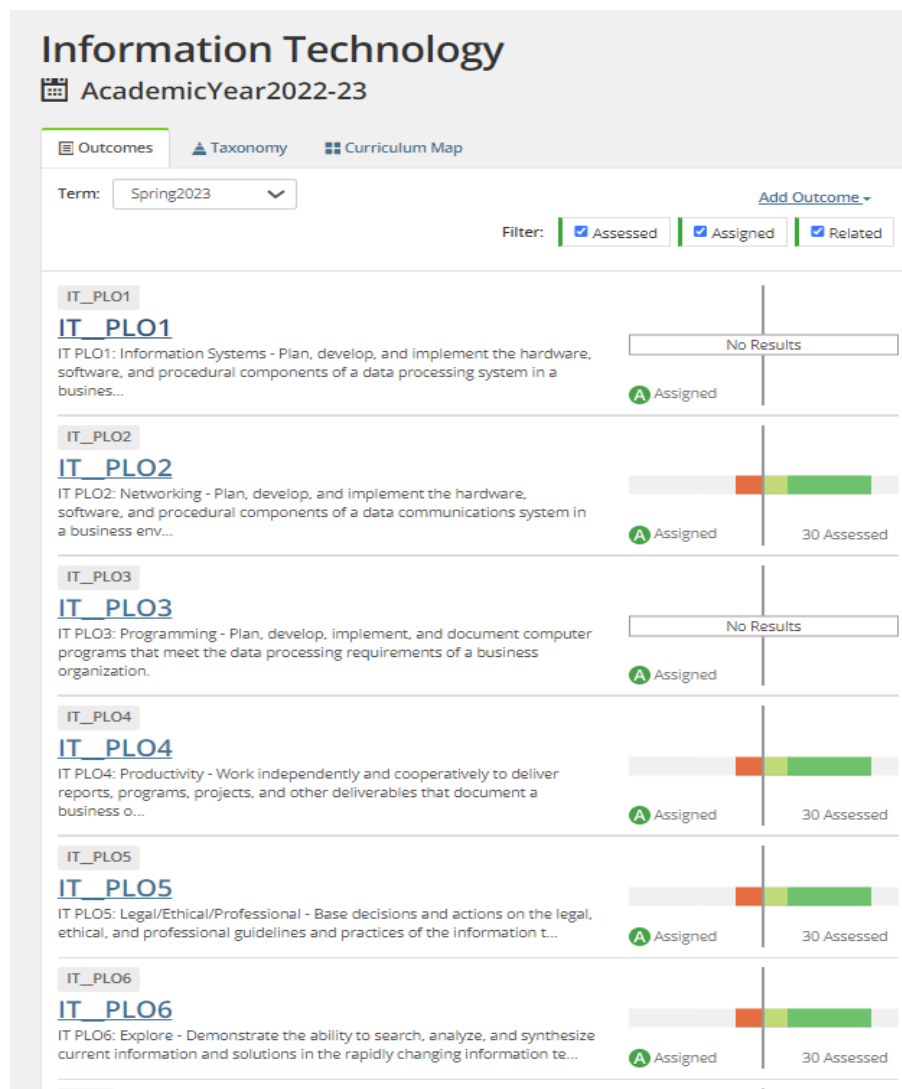 Information Technology
AcademicYear2022-23
Outcomes
Taxonomy
Curriculum Map
Term:
Spring2023
Add Outcome
Filter:
Assessed
Assigned
Related
IT__PLO1
IT__PLO1
IT PLO1: Information Systems - Plan, develop, and implement the hardware,
software, and procedural components of a data processing system in a
busines...
No Results
A Assigned
IT__PLO2
IT__PLO2
IT PLO2: Networking - Plan, develop, and implement the hardware,
software, and procedural components of a data communications system in
a business env...
A Assigned
30 Assessed
IT__PLO3
IT__PLO3
IT PLO3: Programming - Plan, develop, implement, and document computer
programs that meet the data processing requirements of a business
organization.
No Results
A Assigned
IT__PLO4
IT__PLO4
IT PLO4: Productivity - Work independently and cooperatively to deliver
reports, programs, projects, and other deliverables that document a
business o...
A Assigned
30 Assessed
IT__PLO5
IT__PLO5
IT PLO5: Legal/Ethical/Professional - Base decisions and actions on the legal,
ethical, and professional guidelines and practices of the information t...
A Assigned
30 Assessed
IT__PLO6
IT__PLO6
IT PLO6: Explore - Demonstrate the ability to search, analyze, and synthesize
current information and solutions in the rapidly changing information te...
A Assigned
30 Assessed